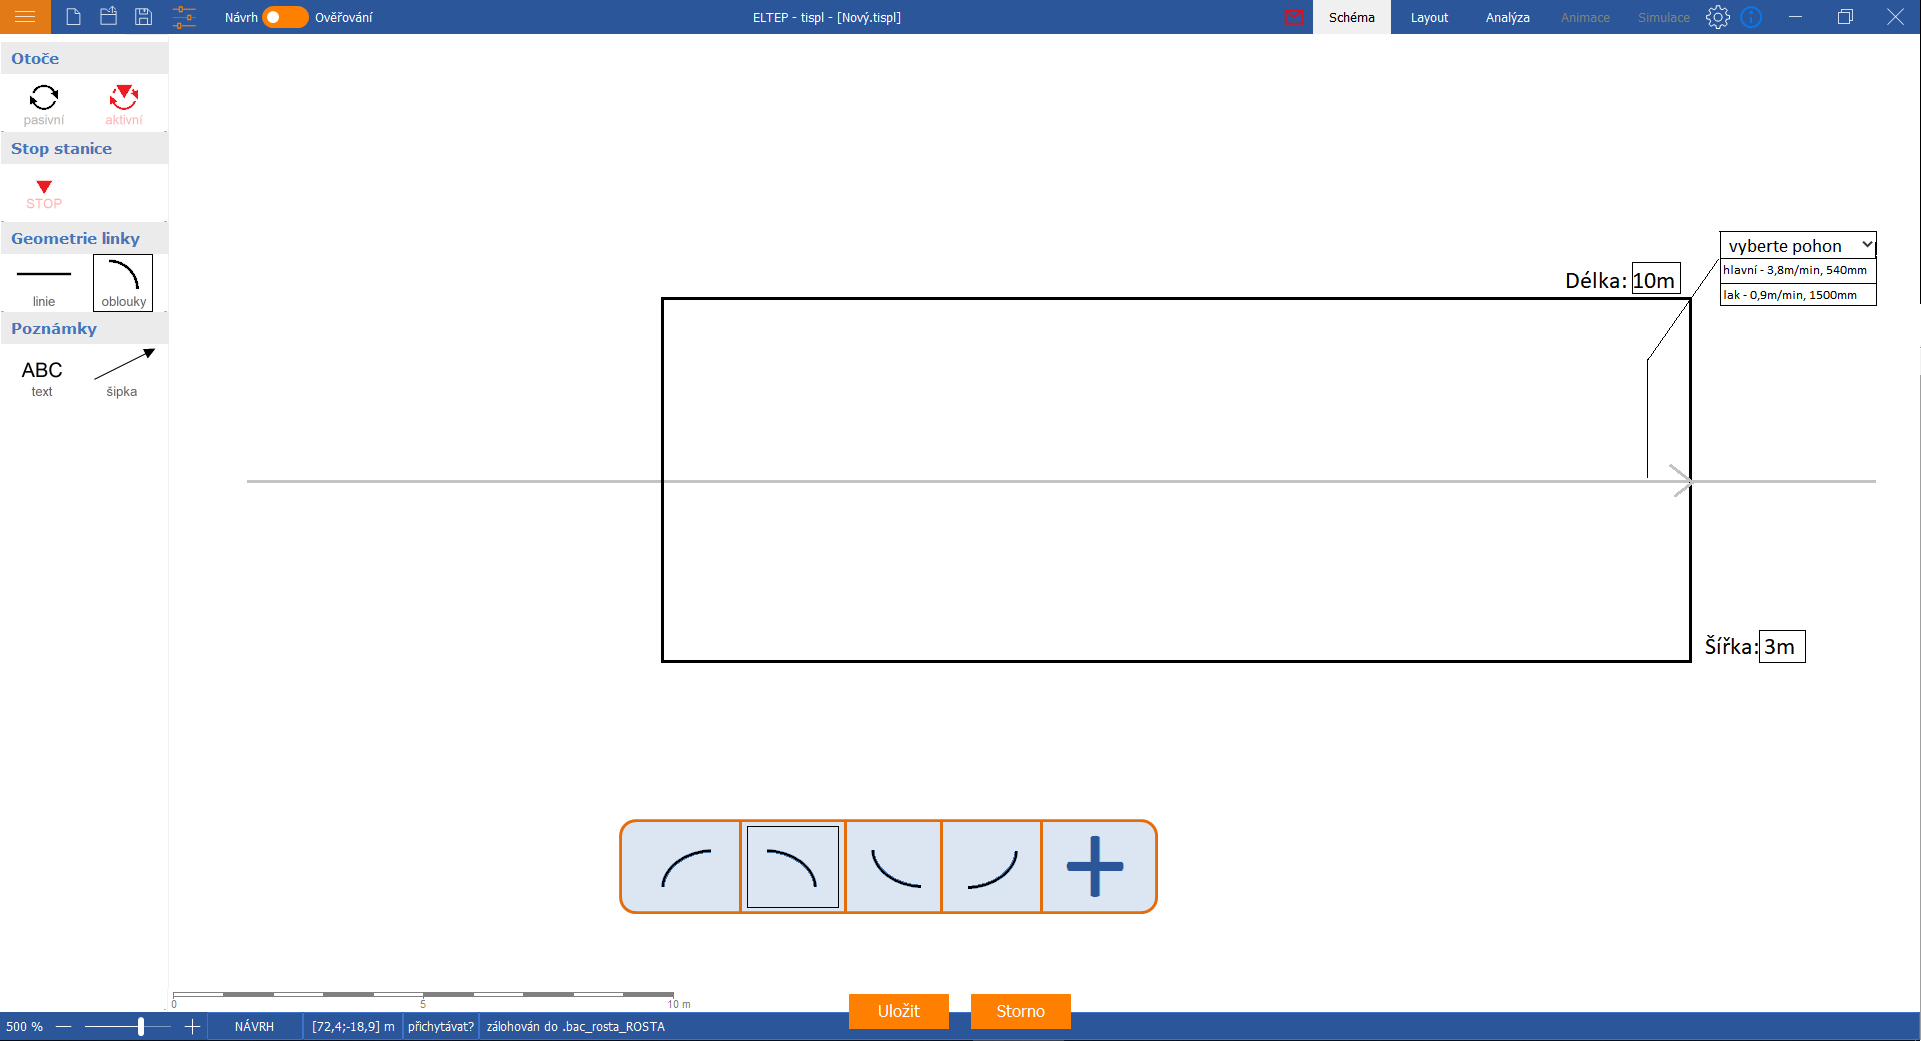 Návrh Ověřování ELTEP - tispl - [Nový.tispl] Schéma Layout Analýza Animace Simulace
Otoče
pasivní aktivní
Stop stanice
STOP
Geometrie linky
linie oblouky
Poznámky
ABC
text šipka
vyberte pohon
hlavní - 3,8m/min, 540mm
lak - 0,9m/min, 1500mm
Délka: 10m
Šířka: 3m
0 5 10 m
Uložit Storno
500 % NÁVRH [72,4;-18,9] m přichytávat? zálohován do .bac_rosta_ROSTA